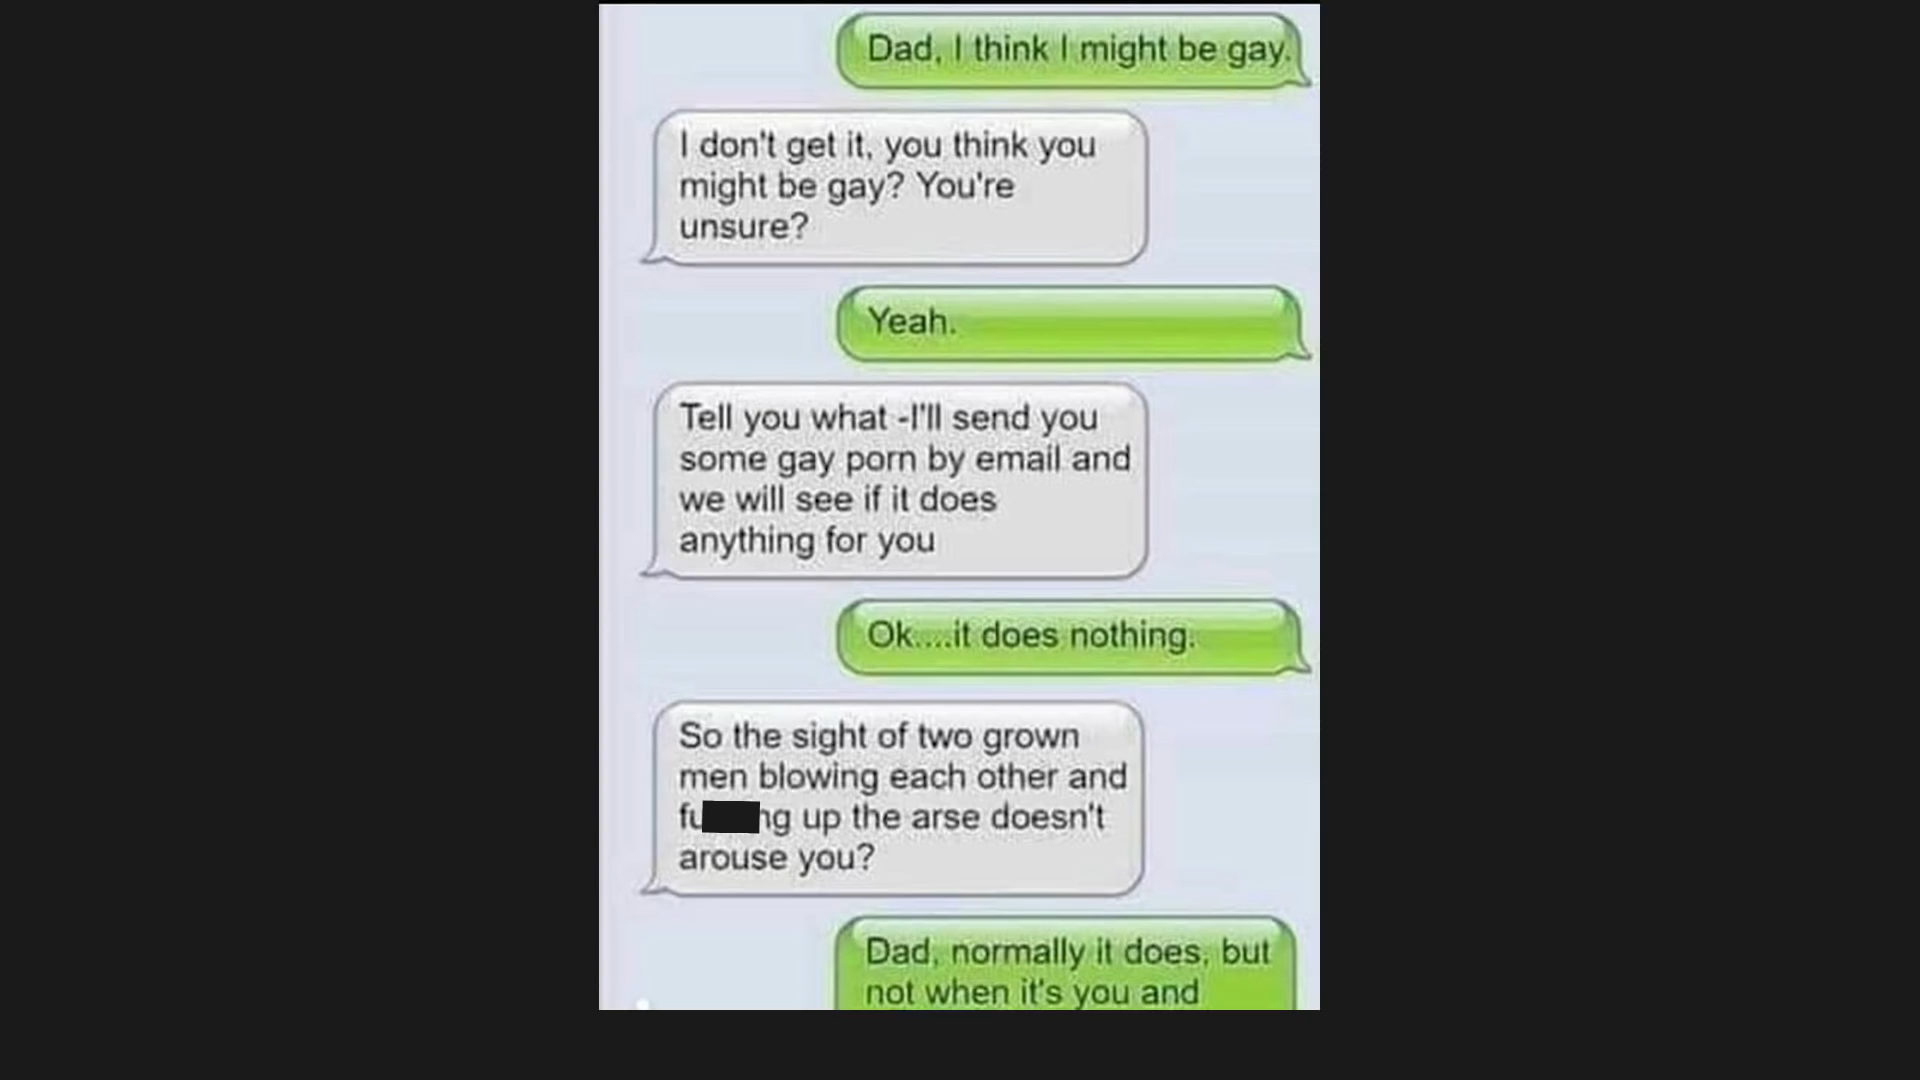 Dad, I think I might be gay.
I don't get it, you think you
might be gay? You're
unsure?
Yeah.
Tell you what -I'll send you
some gay porn by email and
we will see if it does
anything for you
Ok....it does nothing.
So the sight of two grown
men blowing each other and
fu ng up the arse doesn't
arouse you?
Dad, normally it does, but
not when it's you and